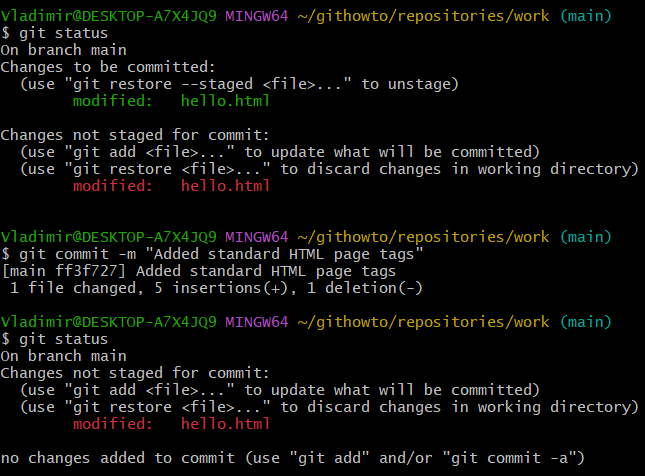 Vladimir@DESKTOP-A7X4JQ9 MINGW64 ~/githowto/repositories/work (main)
$ git status
On branch main
Changes to be committed:
  (use "git restore --staged <file>..." to unstage)
        modified:   hello.html

Changes not staged for commit:
  (use "git add <file>..." to update what will be committed)
  (use "git restore <file>..." to discard changes in working directory)
        modified:   hello.html

Vladimir@DESKTOP-A7X4JQ9 MINGW64 ~/githowto/repositories/work (main)
$ git commit -m "Added standard HTML page tags"
[main ff3f727] Added standard HTML page tags
 1 file changed, 5 insertions(+), 1 deletion(-)

Vladimir@DESKTOP-A7X4JQ9 MINGW64 ~/githowto/repositories/work (main)
$ git status
On branch main
Changes not staged for commit:
  (use "git add <file>..." to update what will be committed)
  (use "git restore <file>..." to discard changes in working directory)
        modified:   hello.html

no changes added to commit (use "git add" and/or "git commit -a")